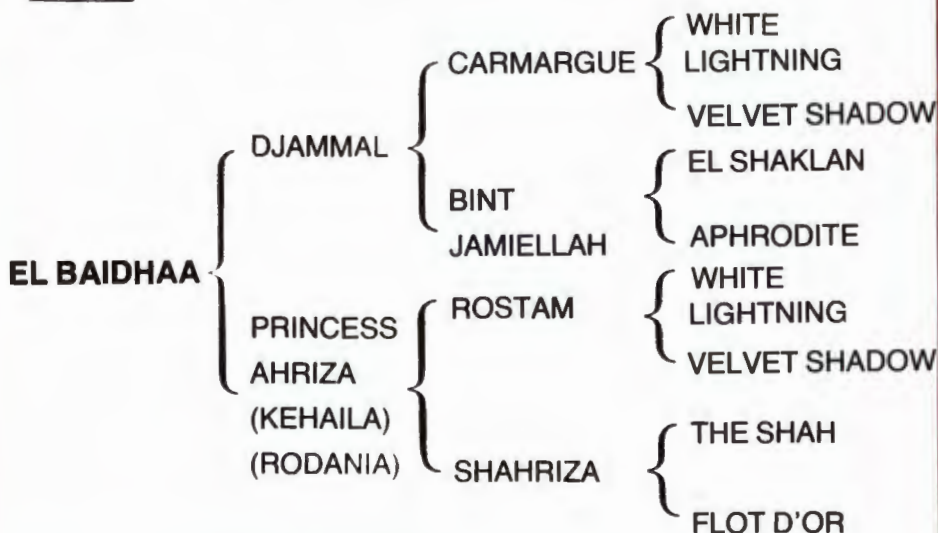 WHITE
LIGHTNING
CARMARGUE
VELVET SHADOW
DJAMMAL
EL SHAKLAN
BINT
JAMIELLAH
APHRODITE
EL BAIDHAA
WHITE
LIGHTNING
ROSTAM
PRINCESS
AHRIZA
(KEHAILA)
(RODANIA)
VELVET SHADOW
THE SHAH
SHAHRIZA
FLOT D'OR